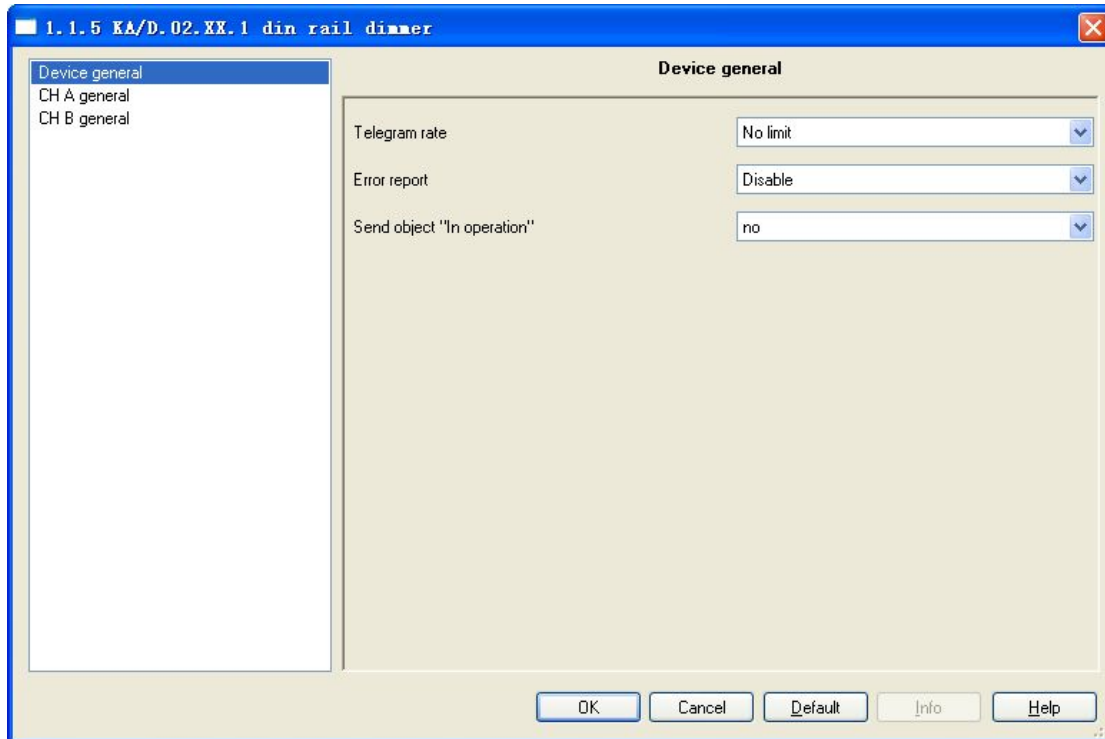 1.1.5 KA/D.02.XX.1 din rail dimmer
Device general
CH A general
CH B general
Device general
Telegram rate
No limit
Error report
Disable
Send object "In operation"
no
OK
Cancel
Default
Info
Help